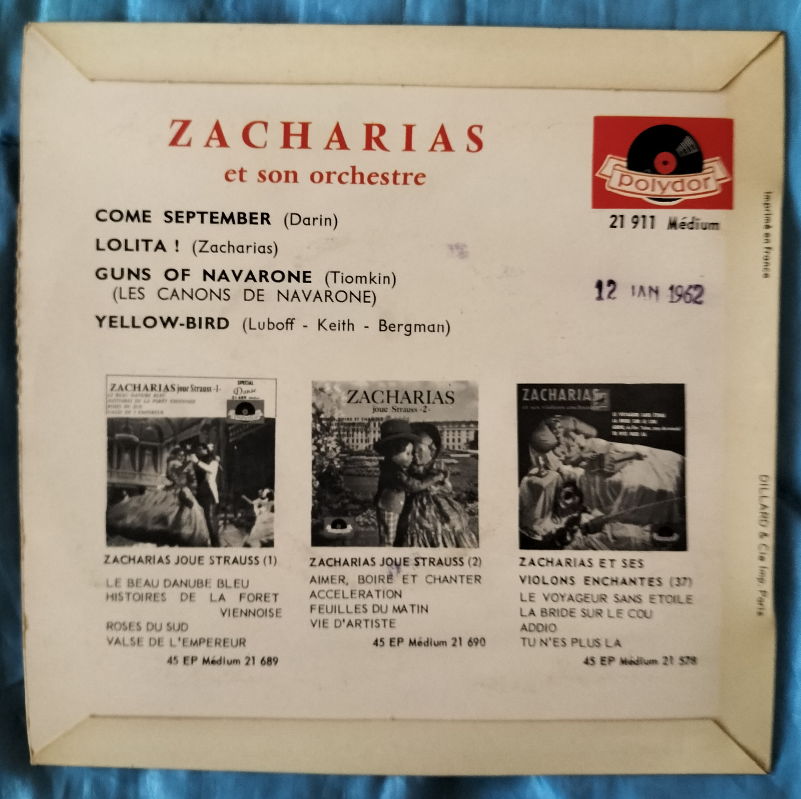 ZACHARIAS
et son orchestre
polydor
21 911 Médium
COME SEPTEMBER (Darin)
LOLITA ! (Zacharias)
GUNS OF NAVARONE (Tiomkin)
(LES CANONS DE NAVARONE)
YELLOW-BIRD (Luboff - Keith - Bergman)
12 JAN 1962
Imprimé en France
ZACHARIAS joue Strauss -1-
SPECIAL
Danse
ZACHARIAS
joue Strauss -2-
ZACHARIAS
ZACHARIAS JOUE STRAUSS (1)
LE BEAU DANUBE BLEU
HISTOIRES DE LA FORET
VIENNOISE
ROSES DU SUD
VALSE DE L'EMPEREUR
45 EP Médium 21 689
ZACHARIAS JOUE STRAUSS (2)
AIMER, BOIRE ET CHANTER
ACCELERATION
FEUILLES DU MATIN
VIE D'ARTISTE
45 EP Médium 21 690
ZACHARIAS ET SES
VIOLONS ENCHANTES (37)
LE VOYAGEUR SANS ETOILE
LA BRIDE SUR LE COU
ADDIO
TU N'ES PLUS LA
45 EP Médium 21 578
DILLARD & Cie Imp. Paris